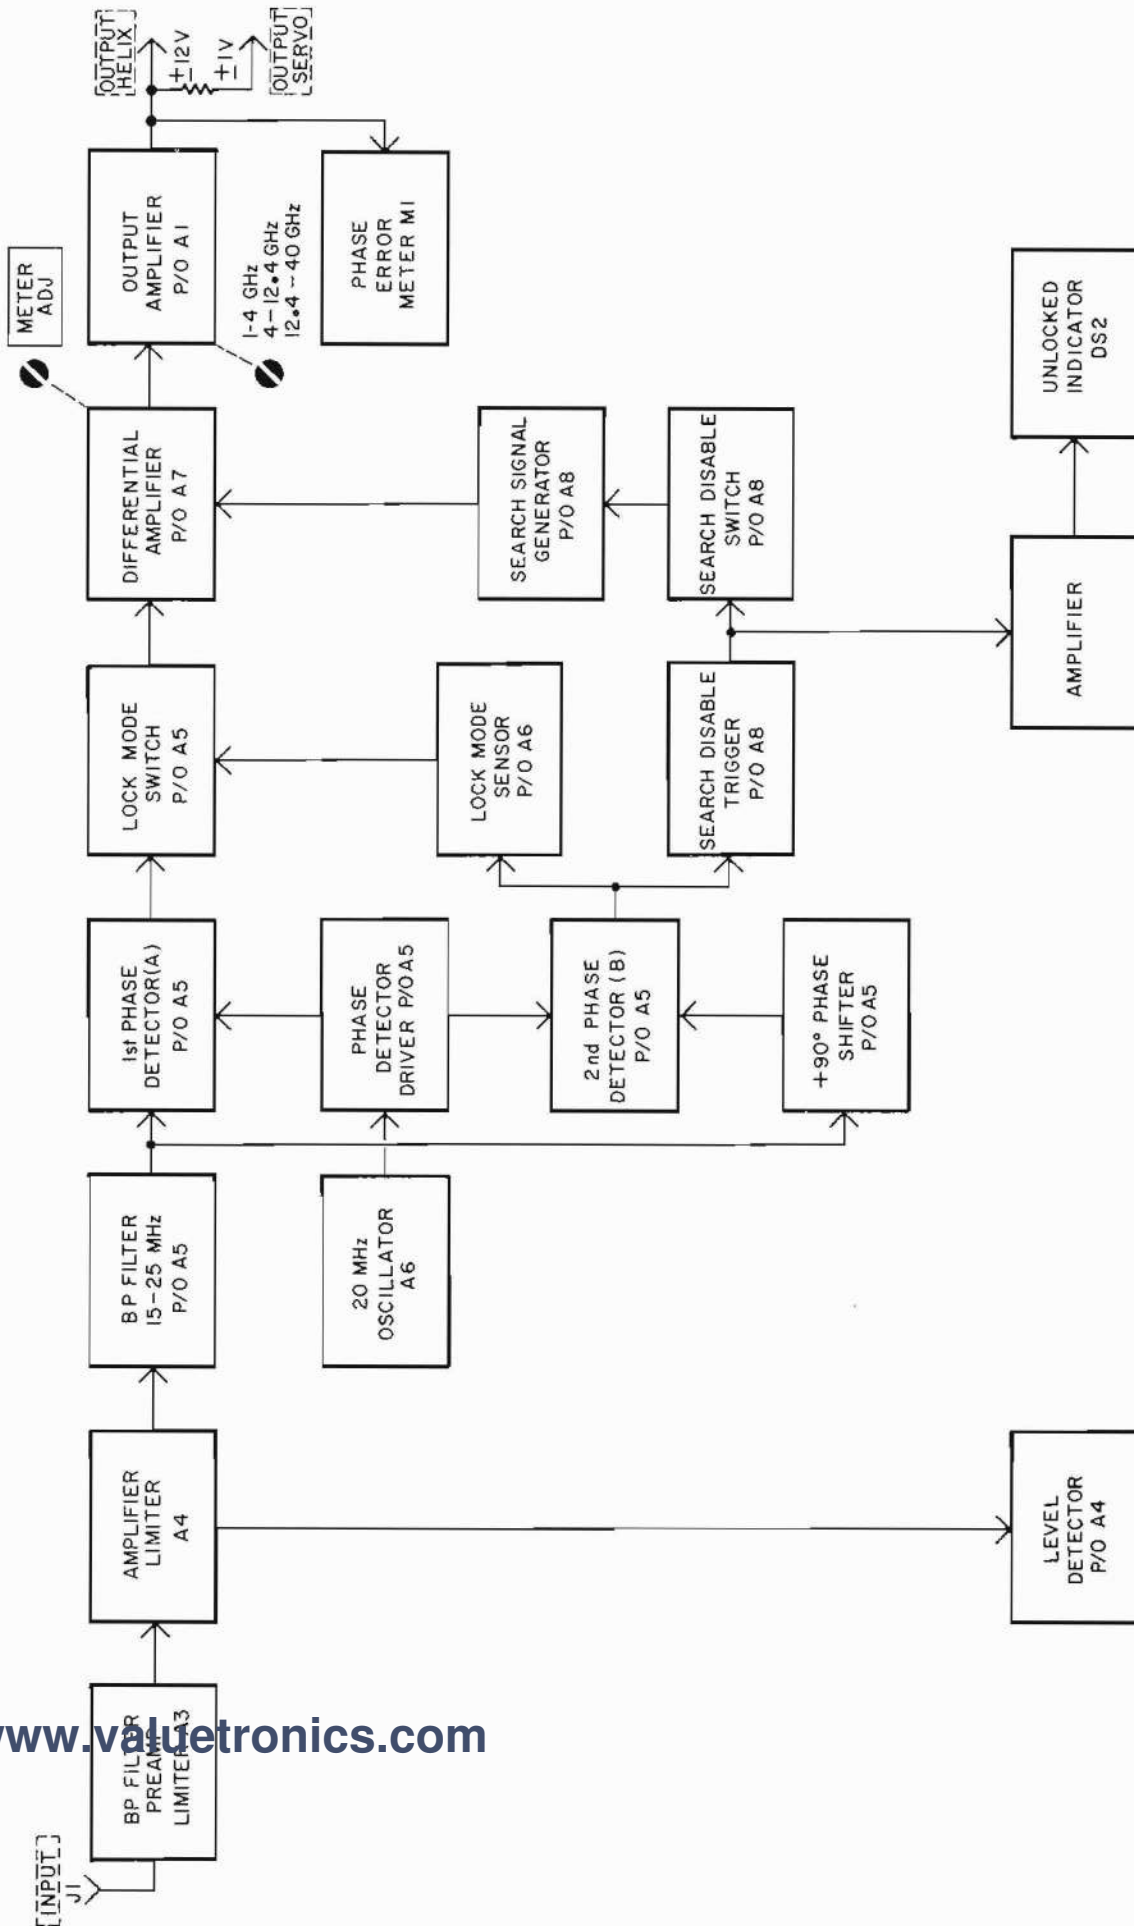 [INPUT]
J1
BP FILTER
PREAMP
LIMITER A3
AMPLIFIER
LIMITER
A4
BP FILTER
15-25 MHz
P/O A5
1st PHASE
DETECTOR(A)
P/O A5
LOCK MODE
SWITCH
P/O A5
DIFFERENTIAL
AMPLIFIER
P/O A7
METER
ADJ
OUTPUT
AMPLIFIER
P/O A1
OUTPUT
HELIX
±12V
±1V
OUTPUT
SERVO
1-4 GHz
4-12.4 GHz
12.4-40 GHz
20 MHz
OSCILLATOR
A6
PHASE
DETECTOR
DRIVER P/O A5
PHASE
ERROR
METER M1
LOCK MODE
SENSOR
P/O A6
SEARCH SIGNAL
GENERATOR
P/O A8
2nd PHASE
DETECTOR (B)
P/O A5
SEARCH DISABLE
TRIGGER
P/O A8
SEARCH DISABLE
SWITCH
P/O A8
+90° PHASE
SHIFTER
P/O A5
LEVEL
DETECTOR
P/O A4
AMPLIFIER
UNLOCKED
INDICATOR
DS2
www.valuetronics.com